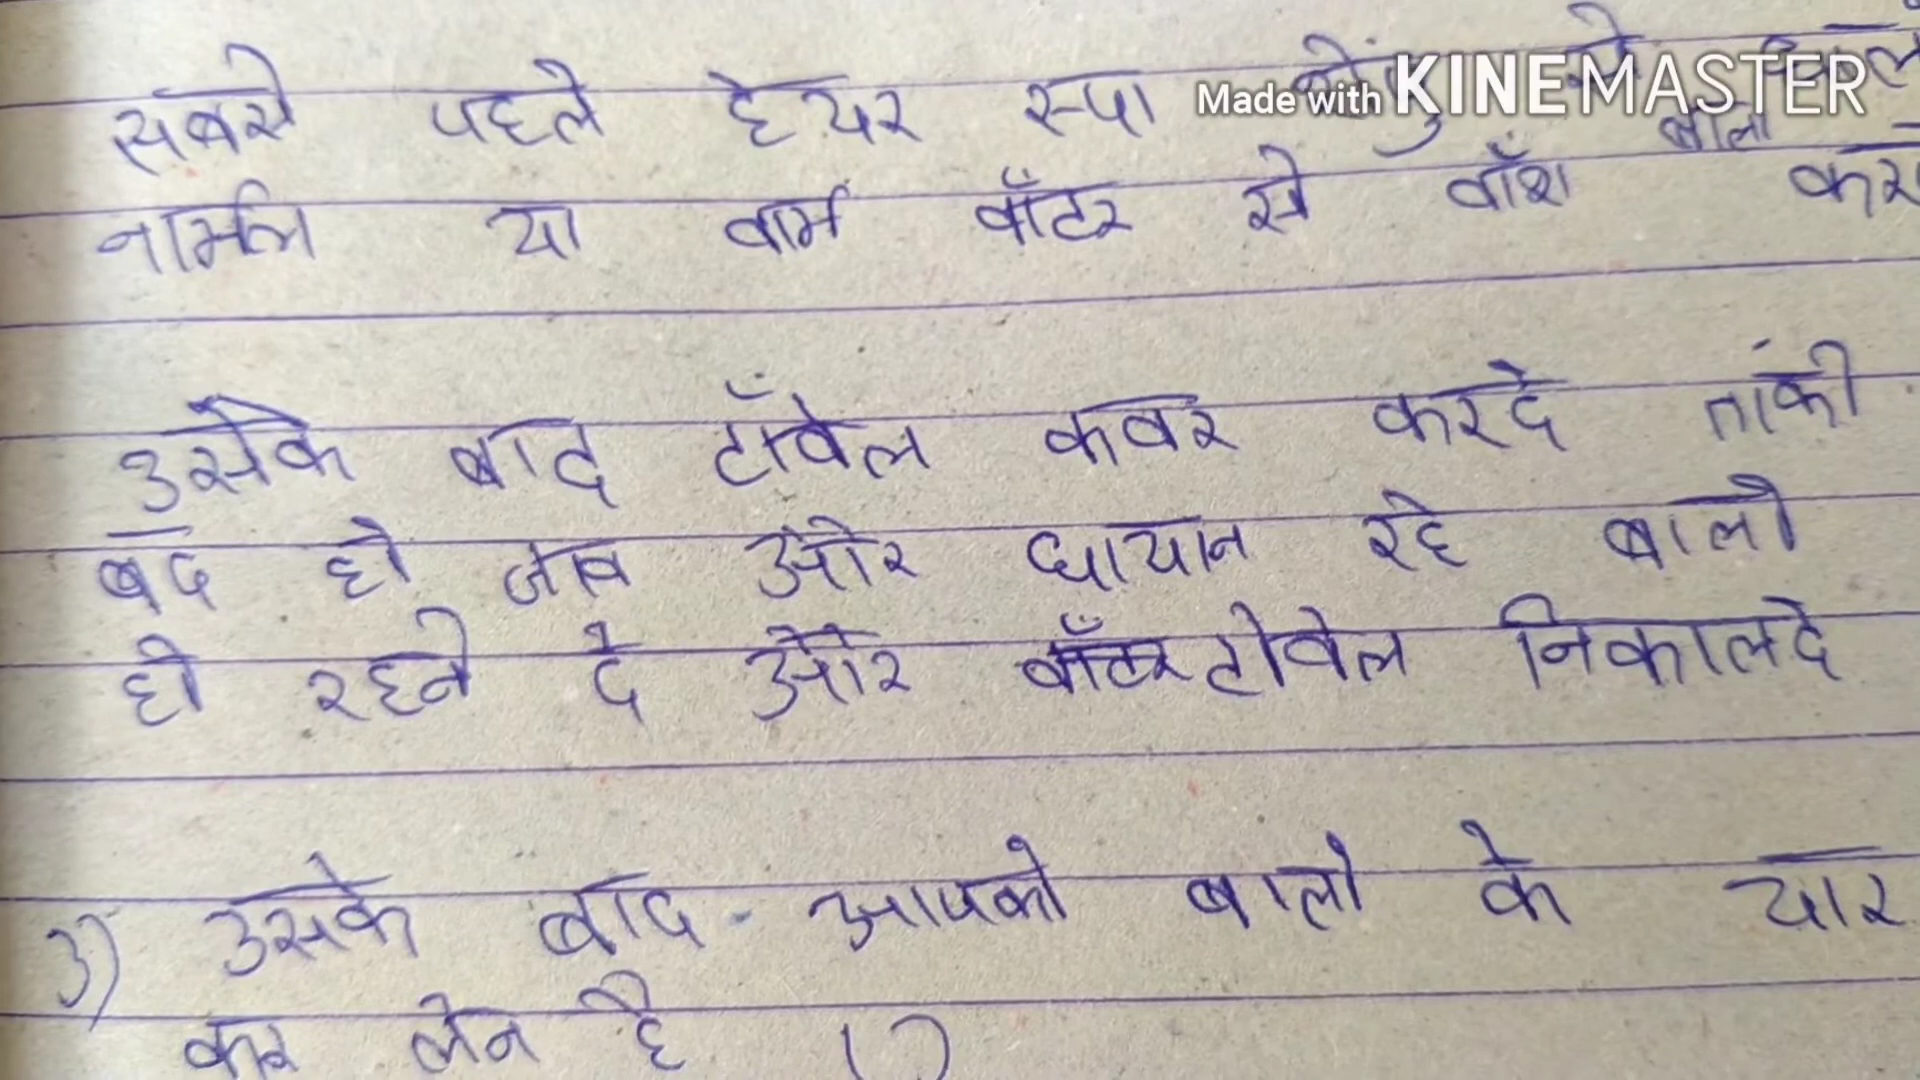 Made with KINEMASTER
सबसे पहले हेयर स्पा से
बालो
नार्मल या वार्म वॉटर से वॉश
उसके बाद टॉवेल कवर करदे तांकी
बंद हो जाव और धायान रहे बालो
हो रहने दे और टोवेल निकालदे
3) उसके बाद - आपको बालो के चार
कर लेन है